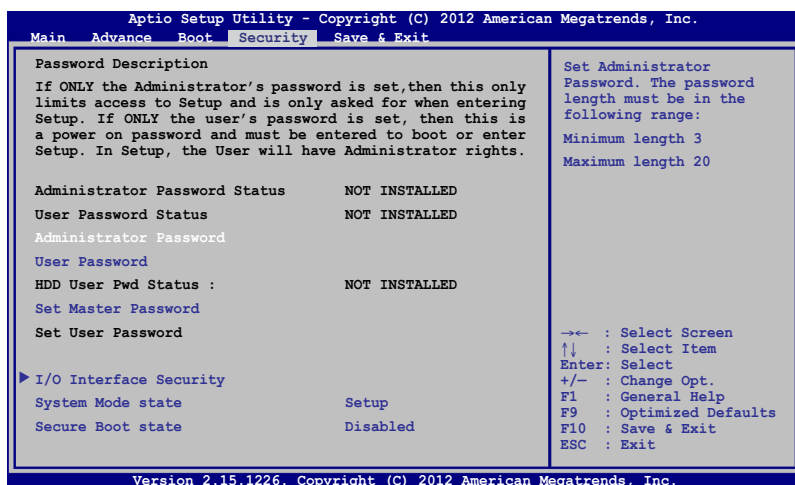 Aptio Setup Utility - Copyright (C) 2012 American Megatrends, Inc.
Main Advance Boot Security Save & Exit
Password Description
If ONLY the Administrator's password is set,then this only
limits access to Setup and is only asked for when entering
Setup. If ONLY the user's password is set, then this is
a power on password and must be entered to boot or enter
Setup. In Setup, the User will have Administrator rights.
Administrator Password Status NOT INSTALLED
User Password Status NOT INSTALLED
Administrator Password
User Password
HDD User Pwd Status : NOT INSTALLED
Set Master Password
Set User Password
I/O Interface Security
System Mode state Setup
Secure Boot state Disabled
Set Administrator
Password. The password
length must be in the
following range:
Minimum length 3
Maximum length 20
→← : Select Screen
↑↓ : Select Item
Enter: Select
+/— : Change Opt.
F1 : General Help
F9 : Optimized Defaults
F10 : Save & Exit
ESC : Exit
Version 2.15.1226. Copyright (C) 2012 American Megatrends, Inc.